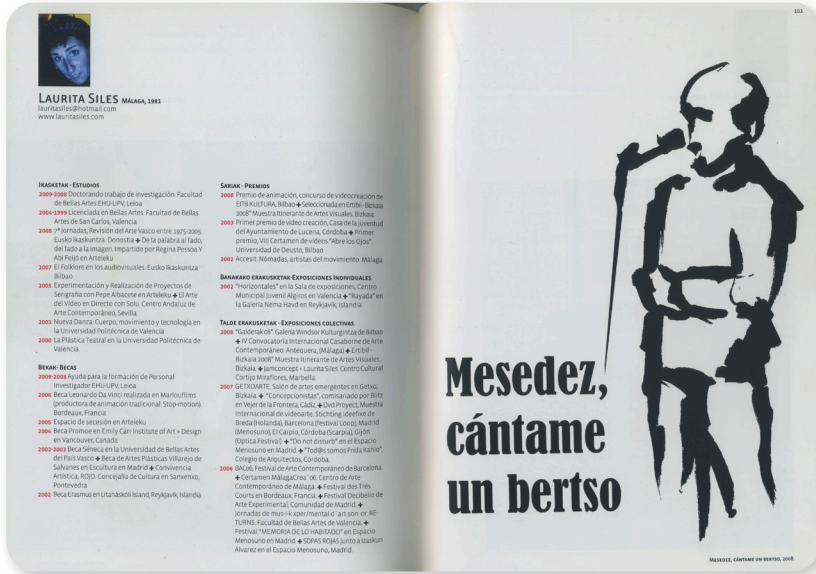 LAURITA SILES MÁLAGA, 1981
lauritasiles@hotmail.com
www.lauritasiles.com
IKASKETAK · ESTUDIOS
2009-2008 Doctorando trabajo de investigación. Facultad
de Bellas Artes EHU-UPV, Leioa
2004-1999 Licenciada en Bellas Artes. Facultad de Bellas
Artes de San Carlos, Valencia
2008 7ª Jornadas, Revisión del Arte Vasco entre 1975-2005.
Eusko Ikaskuntza. Donostia + De la palabra al fado,
del fado a la imagen. Impartido por Regina Pessoa Y
Abi Feijó en Arteleku
2007 El Folklore en los audiovisuales. Eusko Ikaskuntza.
Bilbao
2005 Experimentación y Realización de Proyectos de
Serigrafía con Pepe Albacete en Arteleku + El Arte
del Vídeo en Directo con Solu. Centro Andaluz de
Arte Contemporáneo, Sevilla
2001 Nueva Danza: Cuerpo, movimiento y tecnología en
la Universidad Politécnica de Valencia
2000 La Plástica Teatral en la Universidad Politécnica de
Valencia
BEKAK · BECAS
2009-2008 Ayuda para la formación de Personal
Investigador EHU-UPV, Leioa
2006 Beca Leonardo Da Vinci realizada en Marloufilms
(productora de animación tradicional Stop-motion).
Bordeaux, Francia
2005 Espacio de secesión en Arteleku
2004 Beca Promoe en Emily Carr Institute of Art + Design
en Vancouver, Canada
2002-2003 Beca Séneca en la Universidad de Bellas Artes
del País Vasco + Beca de Artes Plásticas Villarejo de
Salvanes en Escultura en Madrid + Convivencia
Artística, ROJO. Concejalía de Cultura en Sanxenxo,
Pontevedra
2002 Beca Erasmus en Litaháskóli Ísland, Reykjavik, Islandia
SARIAK · PREMIOS
2008 Premio de animación, concurso de videocreación de
EITB KULTURA, Bilbao + Seleccionada en Ertibil - Bizkaia
2008" Muestra Itinerante de Artes Visuales. Bizkaia
2003 Primer premio de vídeo creación, Casa de la juventud
del Ayuntamiento de Lucena, Córdoba + Primer
premio, VIII Certamen de vídeos "Abre los Ojos".
Universidad de Deusto, Bilbao
2002 Accesit. Nómadas, artistas del movimiento. Málaga
BANAKAKO ERAKUSKETAK·EXPOSICIONES INDIVIDUALES
2002 "Horizontales" en la Sala de exposiciones, Centro
Municipal Juvenil Algiros en Valencia + "Rayada" en
la Galería Nema Havd en Reykjavík, Islandia
TALDE ERAKUSKETAK · EXPOSICIONES COLECTIVAS
2008 "Galderak 08". Galería Windsor Kulturgintza de Bilbao
+ IV Convocatoria Internacional Casaborne de Arte
Contemporáneo. Antequera, (Málaga) + Ertibil -
Bizkaia 2008" Muestra Itinerante de Artes Visuales.
Bizkaia. + Jamconcept + Laurita Siles. Centro Cultural
Cortijo Miraflores, Marbella.
2007 GETXOARTE. Salón de artes emergentes en Getxo,
Bizkaia. + "Concepcionistas", comisariado por Blitz
en Vejer de la Frontera, Cádiz + Dvd Project, Muestra
Internacional de videoarte. Stichting Ideefixe de
Breda (Holanda), Barcelona (festival Loop), Madrid
(Menosuno), El Carpio, Córdoba (Scarpia), Gijón
(Optica Festival) + "Do not disturb" en el Espacio
Menosuno en Madrid + "Tod@s somos Frida Kahlo".
Colegio de Arquitectos, Córdoba.
2006 BAC06, Festival de Arte Contemporáneo de Barcelona.
+ Certamen MálagaCrea´06. Centro de Arte
Contemporáneo de Málaga. + Festival des Trés
Courts en Bordeaux. Francia. + Festival Decibelio de
Arte Experimental, Comunidad de Madrid. +
Jornadas de mus-i-k xper/mental d´art son or. RE-
TURNS. Facultad de Bellas Artes de Valencia. +
Festival "MEMORIA DE LO HABITADO" en Espacio
Menosuno en Madrid + SOPAS ROJAS junto a Izaskun
Alvarez en el Espacio Menosuno, Madrid.
103
Mesedez,
cántame
un bertso
MESEDEZ, CÁNTAME UN BERTSO, 2008.